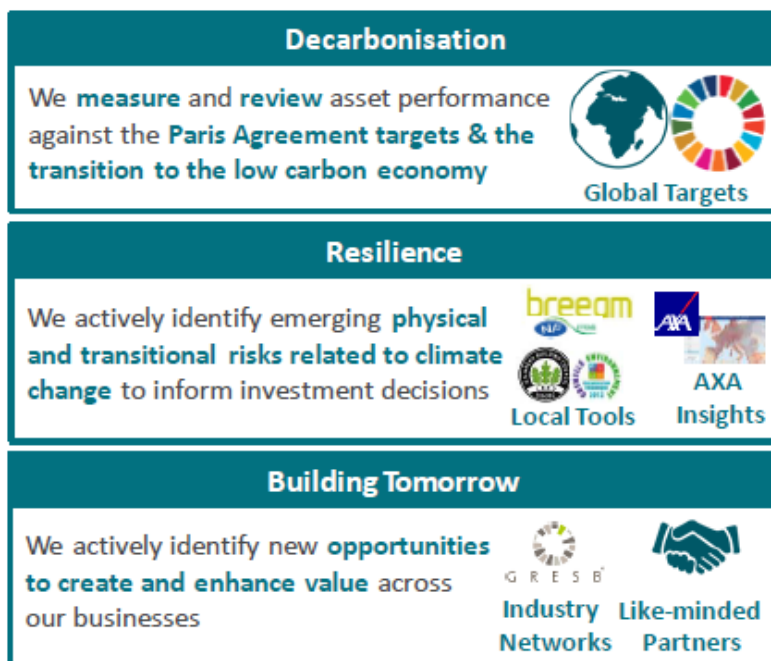 Decarbonisation
We measure and review asset performance
against the Paris Agreement targets & the
transition to the low carbon economy
Global Targets
Resilience
We actively identify emerging physical
and transitional risks related to climate
change to inform investment decisions
breeam
AXA
Local Tools
AXA
Insights
Building Tomorrow
We actively identify new opportunities
to create and enhance value across
our businesses
G R E S B
Industry
Networks
Like-minded
Partners